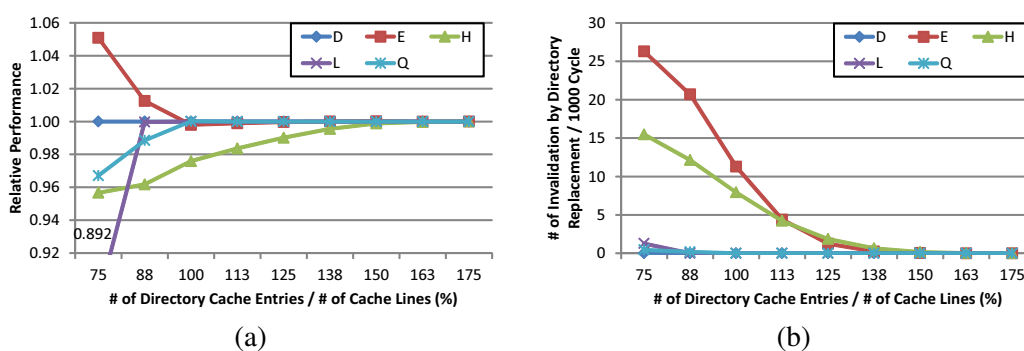 1.06
1.04
1.02
1.00
0.98
0.96
0.94
0.92
Relative Performance
D E H
L Q
0.892
75 88 100 113 125 138 150 163 175
# of Directory Cache Entries / # of Cache Lines (%)
(a)
30
25
20
15
10
5
0
# of Invalidation by Directory
Replacement / 1000 Cycle
D E H
L Q
75 88 100 113 125 138 150 163 175
# of Directory Cache Entries / # of Cache Lines (%)
(b)